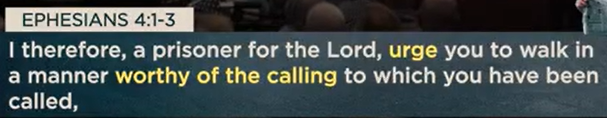 EPHESIANS 4:1-3
I therefore, a prisoner for the Lord, urge you to walk in
a manner worthy of the calling to which you have been
called,